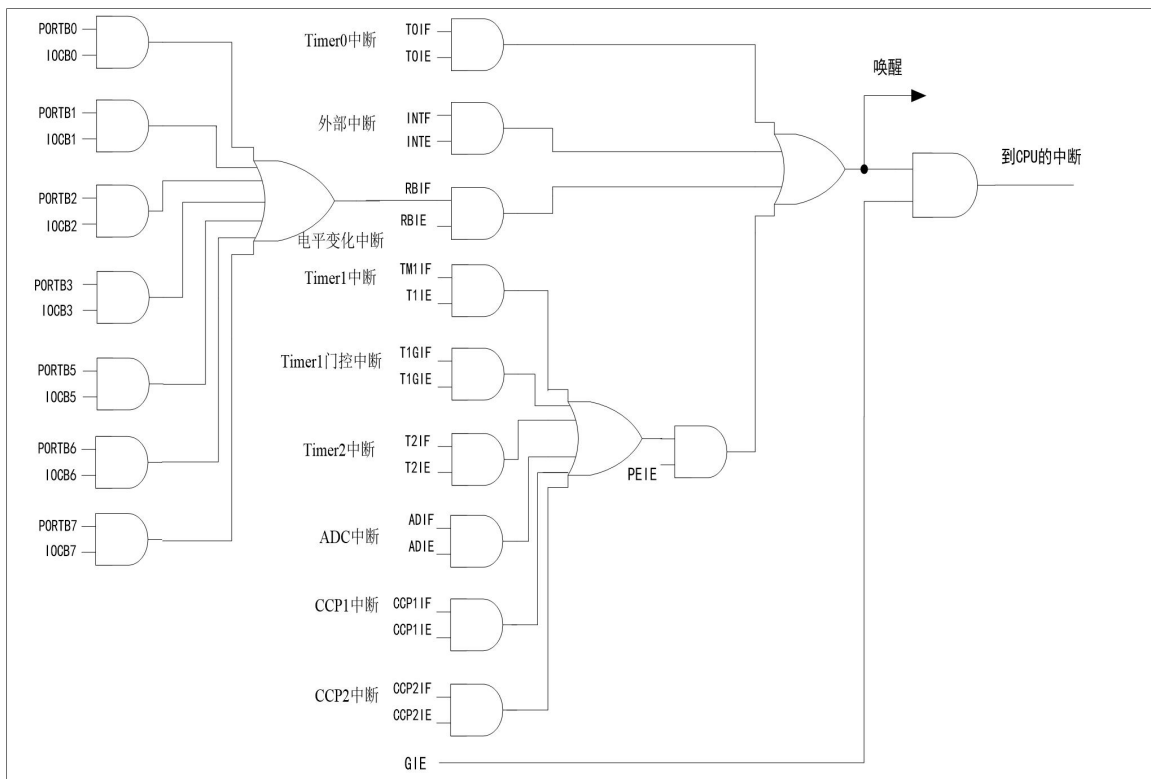 PORTB0
IOCB0
PORTB1
IOCB1
PORTB2
IOCB2
PORTB3
IOCB3
PORTB5
IOCB5
PORTB6
IOCB6
PORTB7
IOCB7
Timer0中断
T0IF
T0IE
外部中断
INTF
INTE
RBIF
RBIE
电平变化中断
Timer1中断
TM1IF
T1IE
Timer1门控中断
T1GIF
T1GIE
Timer2中断
T2IF
T2IE
ADC中断
ADIF
ADIE
CCP1中断
CCP1IF
CCP1IE
CCP2中断
CCP2IF
CCP2IE
PEIE
GIE
唤醒
到CPU的中断